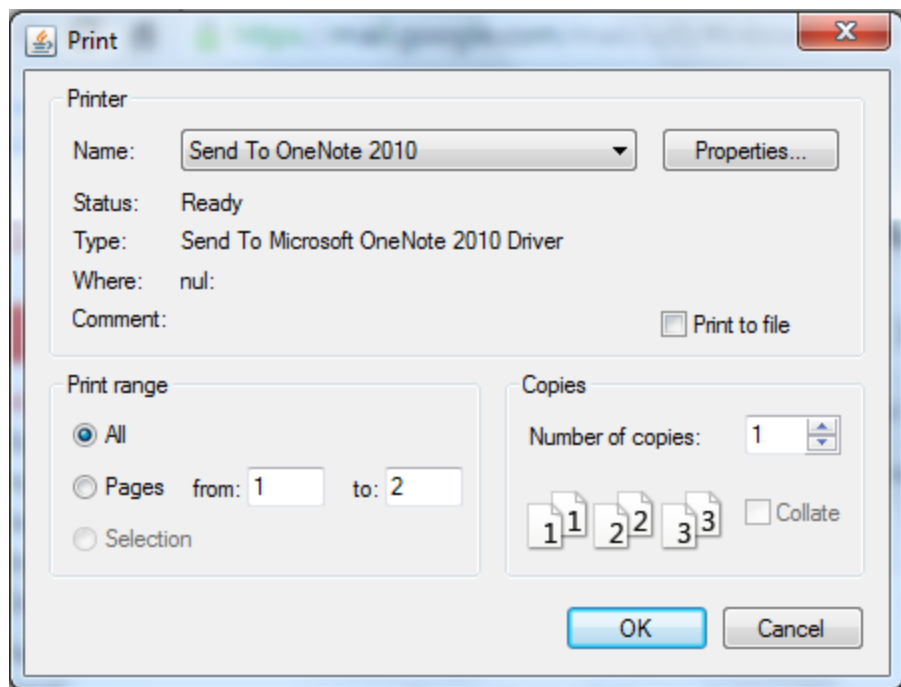 Print
Printer
Name: Send To OneNote 2010 Properties...
Status: Ready
Type: Send To Microsoft OneNote 2010 Driver
Where: nul:
Comment:
Print to file
Print range
All
Pages from: 1 to: 2
Selection
Copies
Number of copies: 1
1 1 2 2 3 3 Collate
OK Cancel